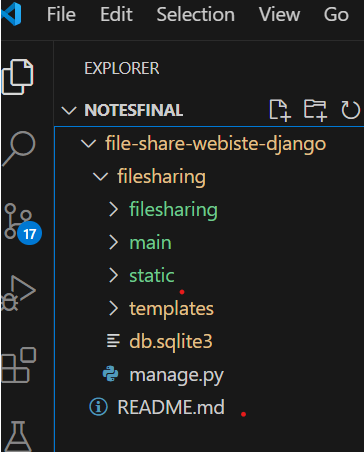 File Edit Selection View Go
EXPLORER
NOTESFINAL
file-share-webiste-django
filesharing
filesharing
main
static
templates
db.sqlite3
manage.py
README.md
17